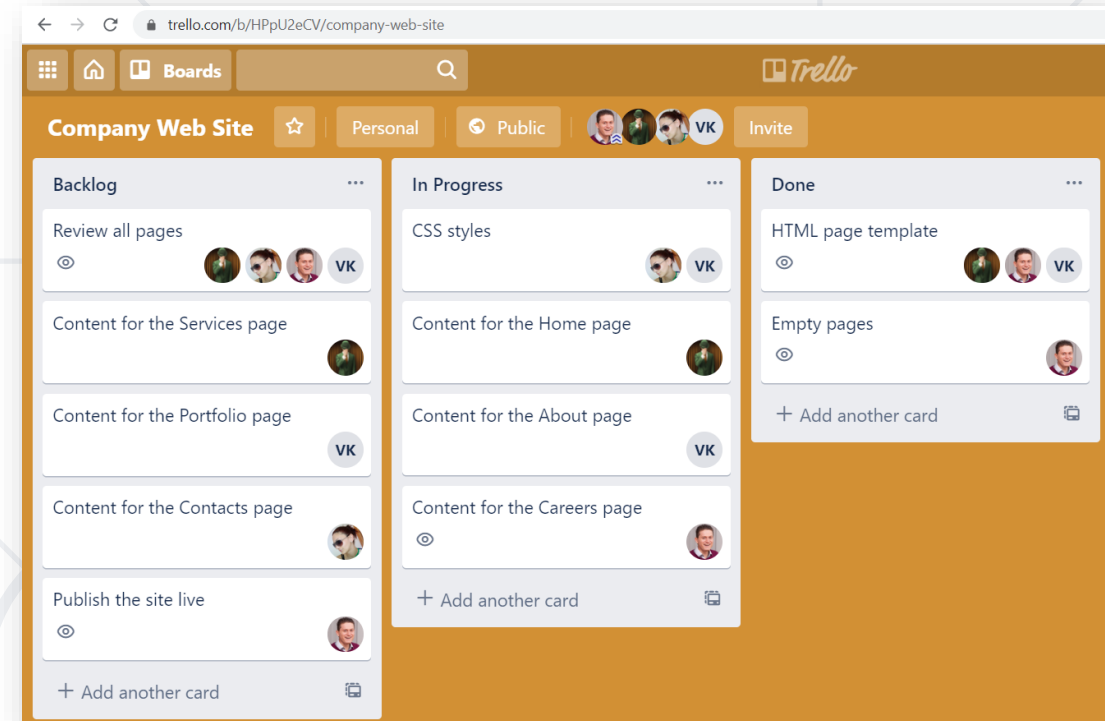 trello.com/b/HPpU2eCV/company-web-site
Boards
Trello
Company Web Site
Personal
Public
VK
Invite
Backlog
Review all pages
VK
Content for the Services page
Content for the Portfolio page
VK
Content for the Contacts page
Publish the site live
+ Add another card
In Progress
CSS styles
VK
Content for the Home page
Content for the About page
VK
Content for the Careers page
+ Add another card
Done
HTML page template
VK
Empty pages
+ Add another card